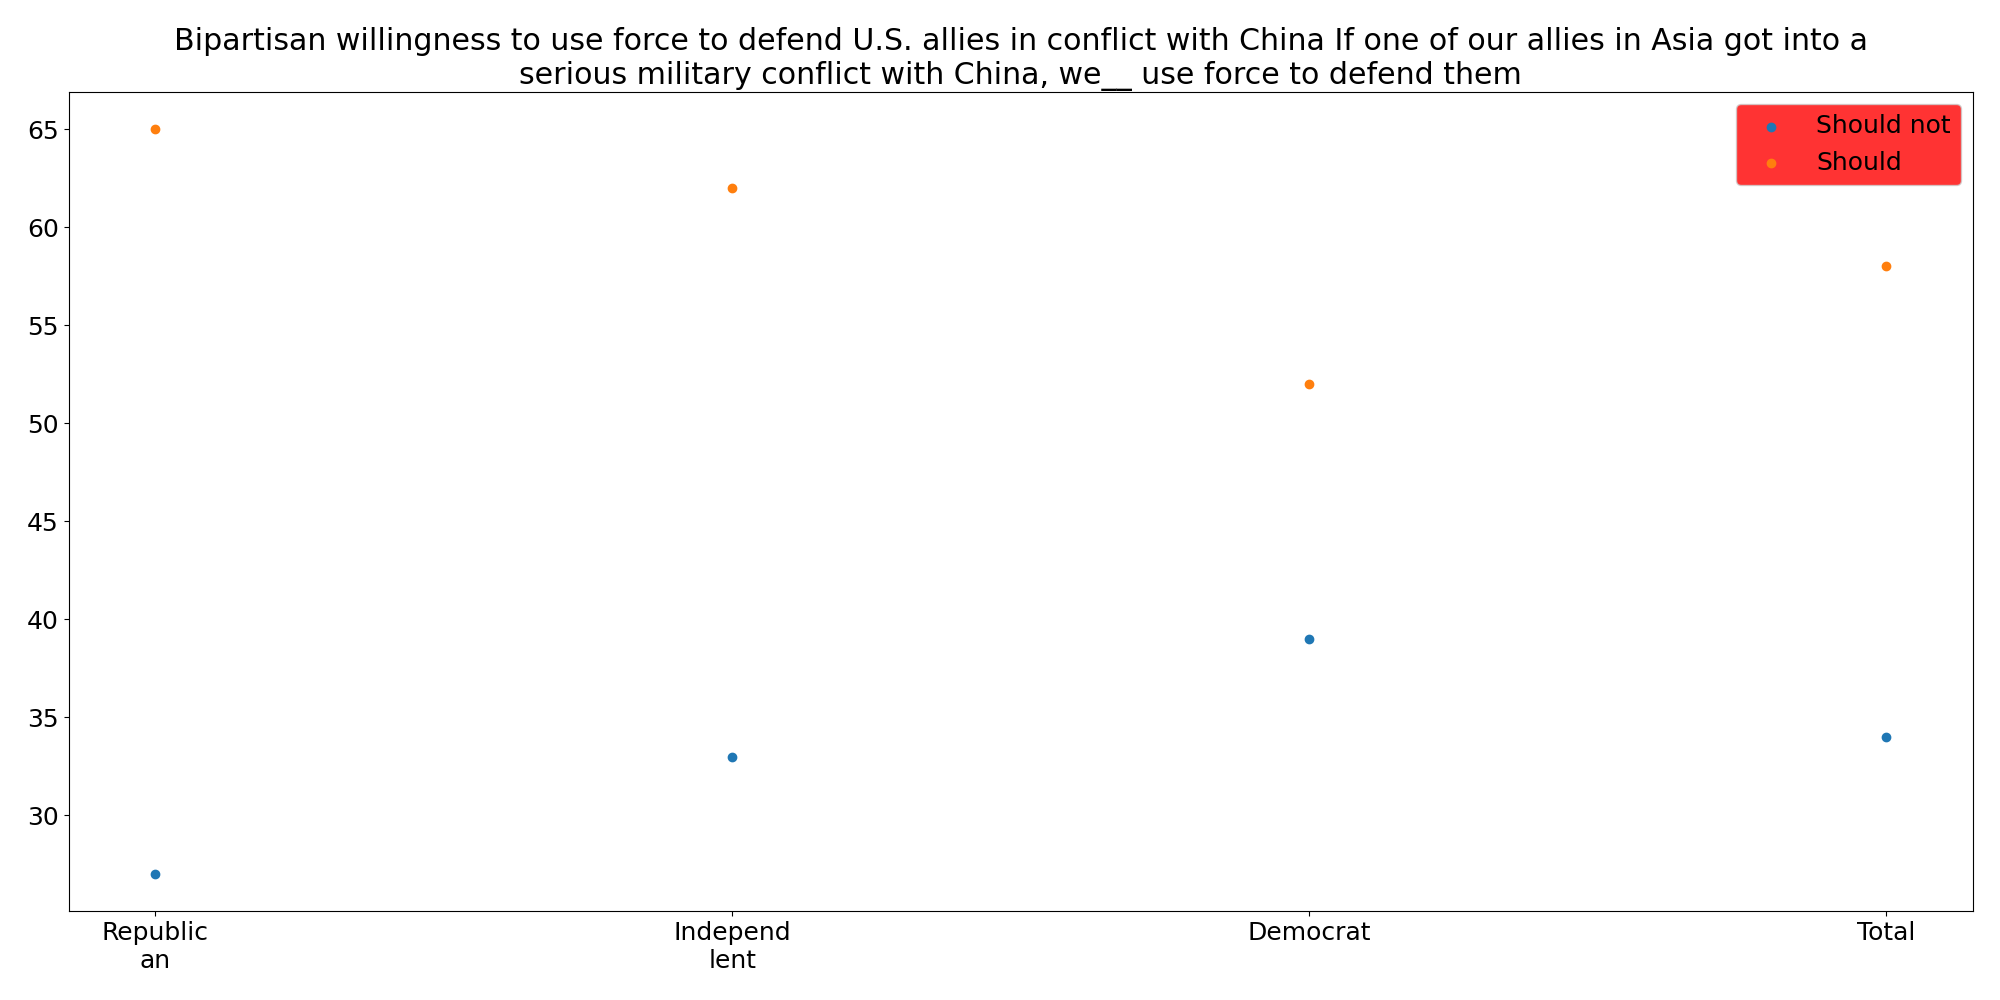 Bipartisan willingness to use force to defend U.S. allies in conflict with China If one of our allies in Asia got into a
serious military conflict with China, we__ use force to defend them
Should not
Should
65
60
55
50
45
40
35
30
Republic
an
Independ
lent
Democrat
Total